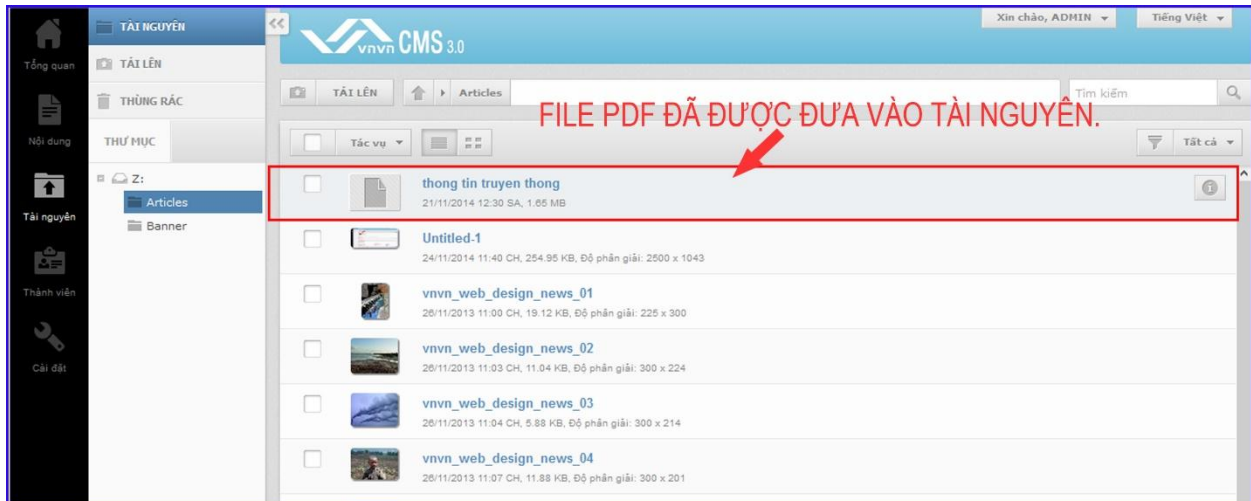 Tổng quan
Nội dung
Tài nguyên
Thành viên
Cài đặt
TÀI NGUYÊN
TẢI LÊN
THÙNG RÁC
THƯ MỤC
Z:
Articles
Banner
<<
vnvn CMS 3.0
Xin chào, ADMIN
Tiếng Việt
TẢI LÊN
Articles
Tìm kiếm
FILE PDF ĐÃ ĐƯỢC ĐƯA VÀO TÀI NGUYÊN.
Tác vụ
Tất cả
thong tin truyen thong
21/11/2014 12:30 SA, 1.65 MB
Untitled-1
24/11/2014 11:40 CH, 254.95 KB, Độ phân giải: 2500 x 1043
vnvn_web_design_news_01
26/11/2013 11:00 CH, 19.12 KB, Độ phân giải: 225 x 300
vnvn_web_design_news_02
26/11/2013 11:03 CH, 11.04 KB, Độ phân giải: 300 x 224
vnvn_web_design_news_03
26/11/2013 11:04 CH, 5.88 KB, Độ phân giải: 300 x 214
vnvn_web_design_news_04
26/11/2013 11:07 CH, 11.88 KB, Độ phân giải: 300 x 201